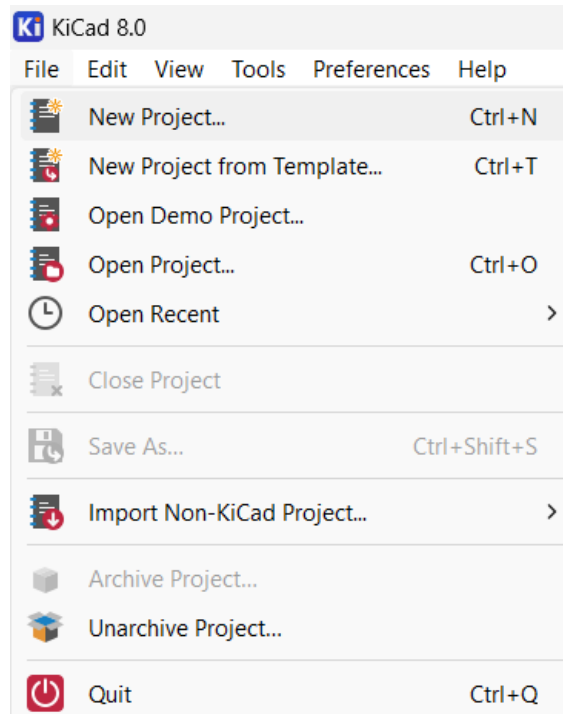 Ki KiCad 8.0
File Edit View Tools Preferences Help
New Project... Ctrl+N
New Project from Template... Ctrl+T
Open Demo Project...
Open Project... Ctrl+O
Open Recent
Close Project
Save As... Ctrl+Shift+S
Import Non-KiCad Project...
Archive Project...
Unarchive Project...
Quit Ctrl+Q